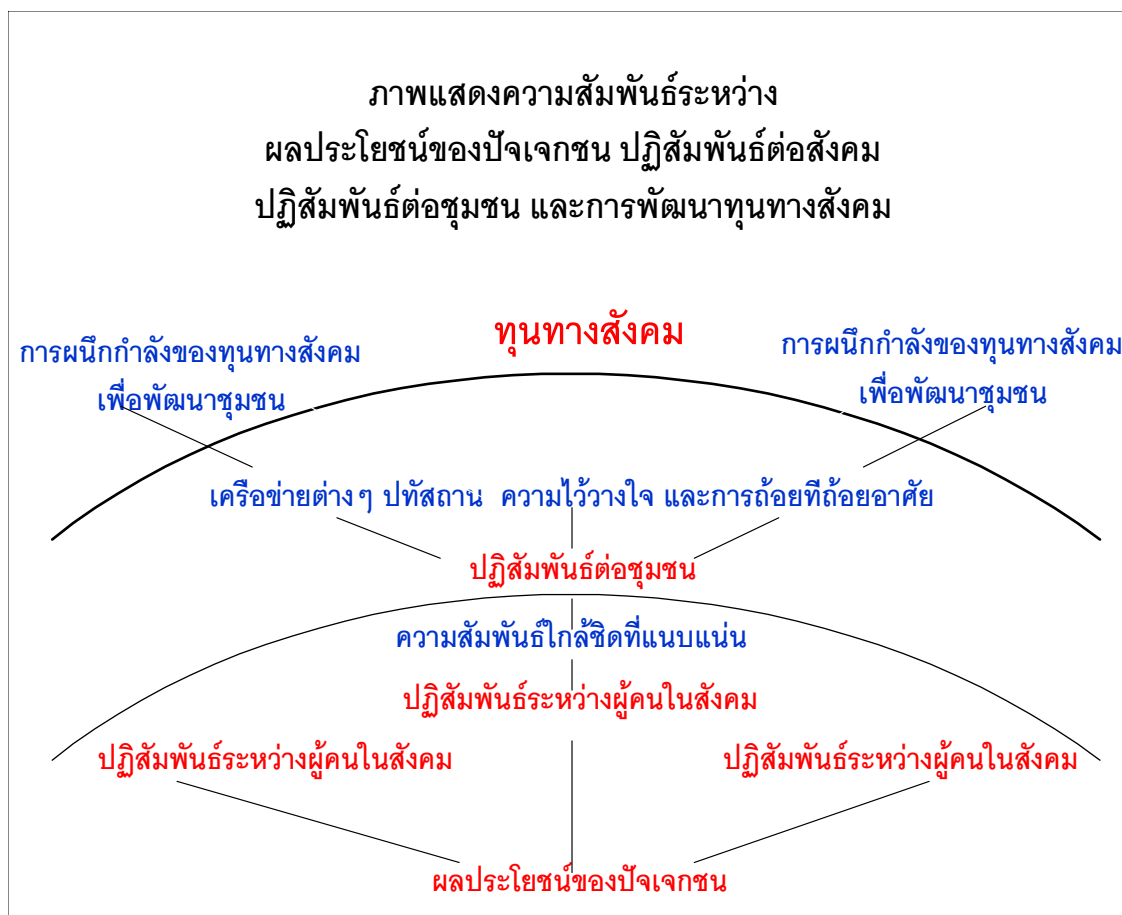 ภาพแสดงความสัมพันธ์ระหว่าง
ผลประโยชน์ของปัจเจกชน ปฏิสัมพันธ์ต่อสังคม
ปฏิสัมพันธ์ต่อชุมชน และการพัฒนาทุนทางสังคม
ทุนทางสังคม
การผนึกกำลังของทุนทางสังคม
เพื่อพัฒนาชุมชน
การผนึกกำลังของทุนทางสังคม
เพื่อพัฒนาชุมชน
เครือข่ายต่างๆ ปทัสถาน ความไว้วางใจ และการถ้อยทีถ้อยอาศัย
ปฏิสัมพันธ์ต่อชุมชน
ความสัมพันธ์ใกล้ชิดที่แนบแน่น
ปฏิสัมพันธ์ระหว่างผู้คนในสังคม
ปฏิสัมพันธ์ระหว่างผู้คนในสังคม
ปฏิสัมพันธ์ระหว่างผู้คนในสังคม
ผลประโยชน์ของปัจเจกชน